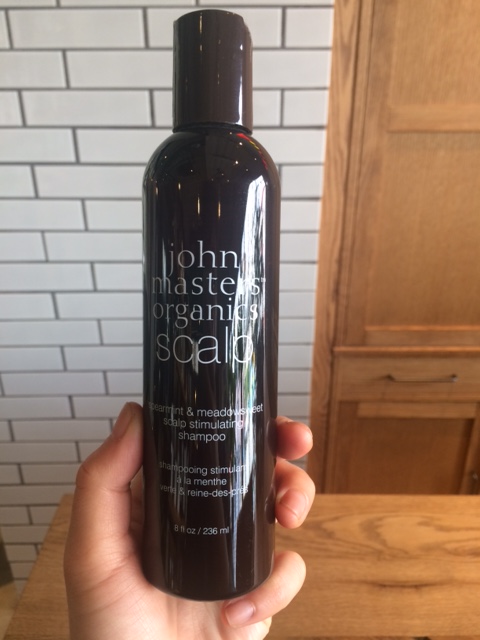 john
masters
organics™
scalp
spearmint & meadowsweet
scalp stimulating
shampoo
shampooing stimulant
à la menthe
verte & reine-des-prés
8 fl oz / 236 ml